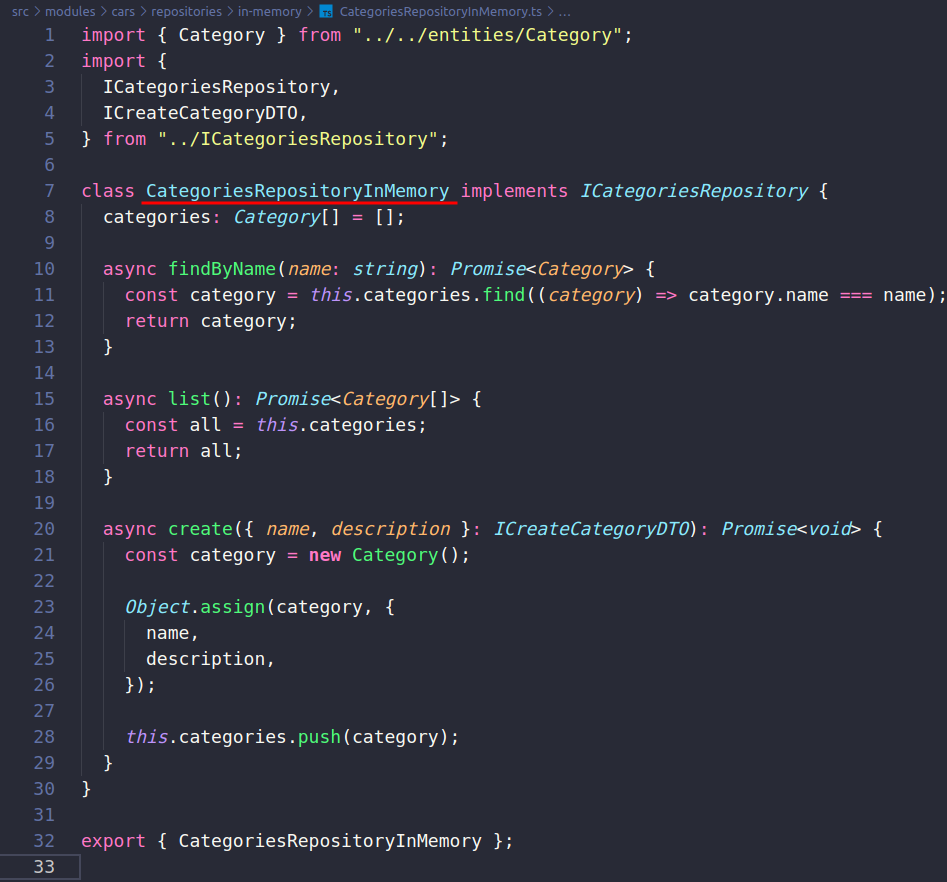 src > modules > cars > repositories > in-memory > TS CategoriesRepositoryInMemory.ts > ...
1 import { Category } from "../../entities/Category";
2 import {
3   ICategoriesRepository,
4   ICreateCategoryDTO,
5 } from "../ICategoriesRepository";
6
7 class CategoriesRepositoryInMemory implements ICategoriesRepository {
8   categories: Category[] = [];
9
10   async findByName(name: string): Promise<Category> {
11     const category = this.categories.find((category) => category.name === name);
12     return category;
13   }
14
15   async list(): Promise<Category[]> {
16     const all = this.categories;
17     return all;
18   }
19
20   async create({ name, description }: ICreateCategoryDTO): Promise<void> {
21     const category = new Category();
22
23     Object.assign(category, {
24       name,
25       description,
26     });
27
28     this.categories.push(category);
29   }
30 }
31
32 export { CategoriesRepositoryInMemory };
33